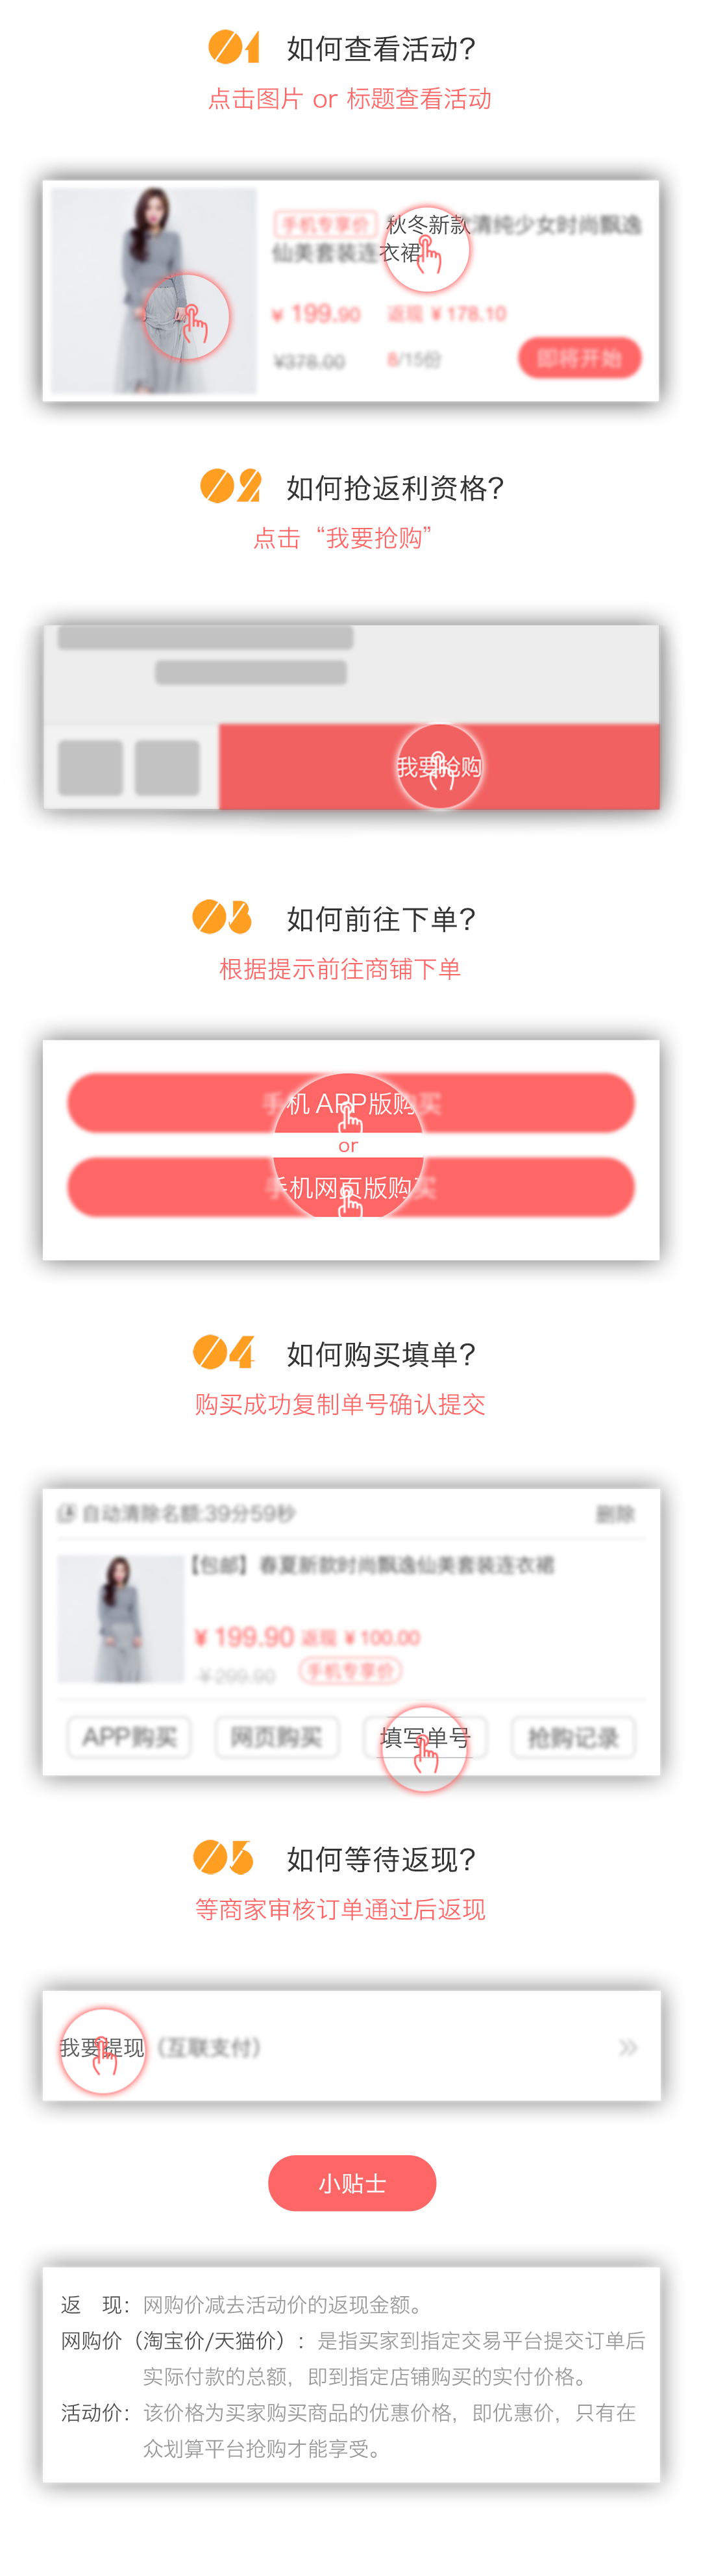 01 如何查看活动?
点击图片 or 标题查看活动
手机专享价 秋冬新款清纯少女时尚飘逸
仙美套装连衣裙
¥ 199.90 返现 ¥ 178.10
¥378.00 8/15份 即将开始
02 如何抢返利资格?
点击“我要抢购”
我要抢购
03 如何前往下单?
根据提示前往商铺下单
手机 APP版购买
or
手机网页版购买
04 如何购买填单?
购买成功复制单号确认提交
自动清除名额:39分59秒 删除
【包邮】春夏新款时尚飘逸仙美套装连衣裙
¥ 199.90 返现 ¥ 100.00
¥299.90 手机专享价
APP购买 网页购买 填写单号 抢购记录
05 如何等待返现?
等商家审核订单通过后返现
我要提现（互联支付）
小贴士
返 现：网购价减去活动价的返现金额。
网购价（淘宝价/天猫价）：是指买家到指定交易平台提交订单后
实际付款的总额，即到指定店铺购买的实付价格。
活动价：该价格为买家购买商品的优惠价格，即优惠价，只有在
众划算平台抢购才能享受。